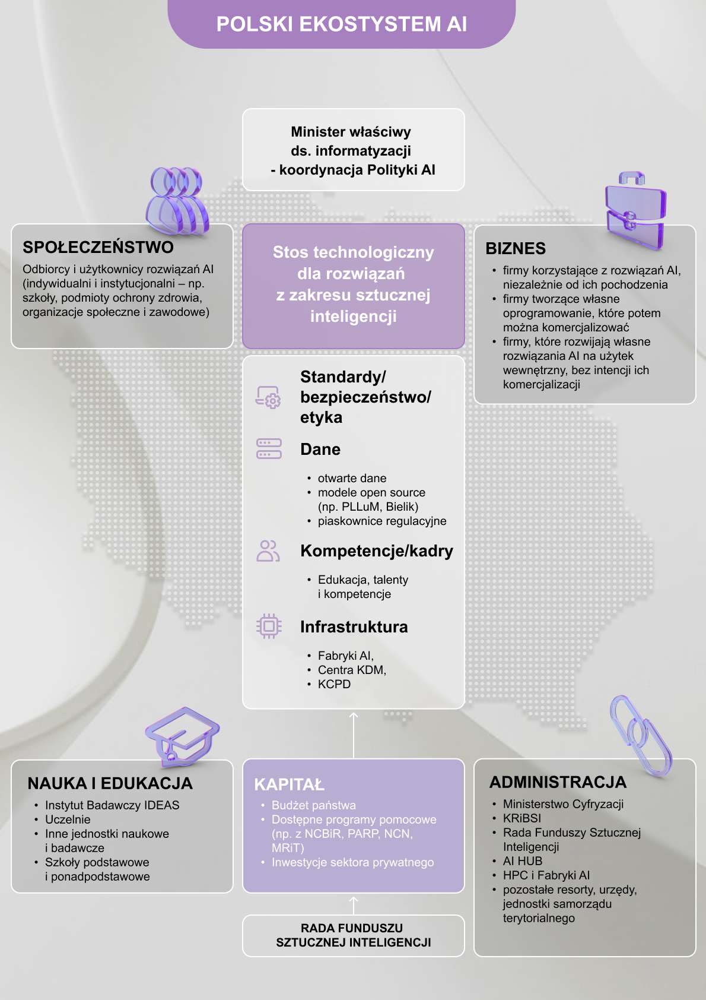 POLSKI EKOSTYSTEM AI
Minister właściwy
ds. informatyzacji
- koordynacja Polityki AI
SPOŁECZEŃSTWO
Odbiorcy i użytkownicy rozwiązań AI
(indywidualni i instytucjonalni – np.
szkoły, podmioty ochrony zdrowia,
organizacje społeczne i zawodowe)
Stos technologiczny
dla rozwiązań
z zakresu sztucznej
inteligencji
BIZNES
• firmy korzystające z rozwiązań AI,
niezależnie od ich pochodzenia
• firmy tworzące własne
oprogramowanie, które potem
można komercjalizować
• firmy, które rozwijają własne
rozwiązania AI na użytek
wewnętrzny, bez intencji ich
komercjalizacji
Standardy/
bezpieczeństwo/
etyka
Dane
• otwarte dane
• modele open source
(np. PLLuM, Bielik)
• piaskownice regulacyjne
Kompetencje/kadry
• Edukacja, talenty
i kompetencje
Infrastruktura
• Fabryki AI,
• Centra KDM,
• KCPD
NAUKA I EDUKACJA
• Instytut Badawczy IDEAS
• Uczelnie
• Inne jednostki naukowe
i badawcze
• Szkoły podstawowe
i ponadpodstawowe
KAPITAŁ
• Budżet państwa
• Dostępne programy pomocowe
(np. z NCBiR, PARP, NCN,
MRiT)
• Inwestycje sektora prywatnego
RADA FUNDUSZU
SZTUCZNEJ INTELIGENCJI
ADMINISTRACJA
• Ministerstwo Cyfryzacji
• KRiBSI
• Rada Funduszy Sztucznej
Inteligencji
• AI HUB
• HPC i Fabryki AI
• pozostałe resorty, urzędy,
jednostki samorządu
terytorialnego